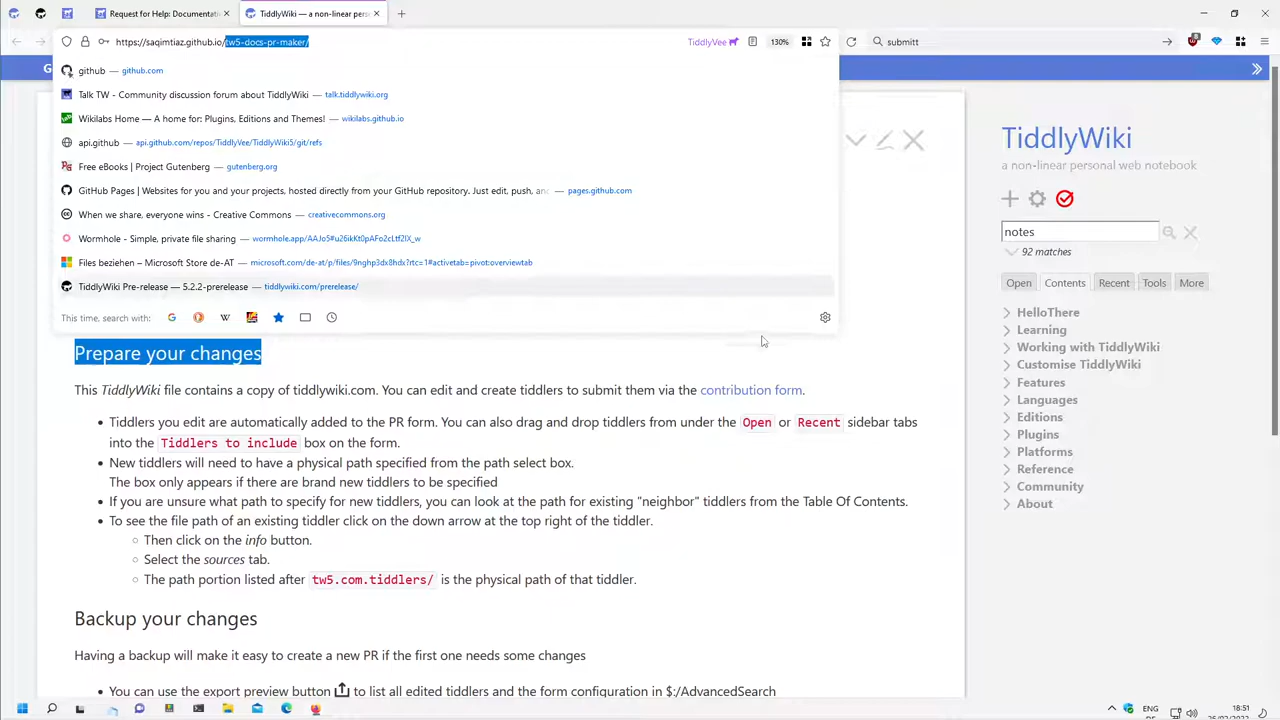 Request for Help: Documentati
TiddlyWiki — a non-linear pers
https://saqimtiaz.github.io/tw5-docs-pr-maker/
TiddlyVee
130%
submitt
github — github.com
Talk TW - Community discussion forum about TiddlyWiki — talk.tiddlywiki.org
Wikilabs Home — A home for: Plugins, Editions and Themes! — wikilabs.github.io
api.github — api.github.com/repos/TiddlyVee/TiddlyWiki5/git/refs
Free eBooks | Project Gutenberg — gutenberg.org
GitHub Pages | Websites for you and your projects, hosted directly from your GitHub repository. Just edit, push, and — pages.github.com
When we share, everyone wins - Creative Commons — creativecommons.org
Wormhole - Simple, private file sharing — wormhole.app/AAJo5#u26ikKt0pAFo2cLtf2IX_w
Files beziehen – Microsoft Store de-AT — microsoft.com/de-at/p/files/9nghp3dx8hdx?rtc=1#activetab=pivot:overviewtab
TiddlyWiki Pre-release — 5.2.2-prerelease — tiddlywiki.com/prerelease/
This time, search with:
TiddlyWiki
a non-linear personal web notebook
notes
92 matches
Open Contents Recent Tools More
HelloThere
Learning
Working with TiddlyWiki
Customise TiddlyWiki
Features
Languages
Editions
Plugins
Platforms
Reference
Community
About
Prepare your changes
This TiddlyWiki file contains a copy of tiddlywiki.com. You can edit and create tiddlers to submit them via the contribution form.
• Tiddlers you edit are automatically added to the PR form. You can also drag and drop tiddlers from under the Open or Recent sidebar tabs
into the Tiddlers to include box on the form.
• New tiddlers will need to have a physical path specified from the path select box.
The box only appears if there are brand new tiddlers to be specified
• If you are unsure what path to specify for new tiddlers, you can look at the path for existing "neighbor" tiddlers from the Table Of Contents.
• To see the file path of an existing tiddler click on the down arrow at the top right of the tiddler.
Then click on the info button.
Select the sources tab.
The path portion listed after tw5.com.tiddlers/ is the physical path of that tiddler.
Backup your changes
Having a backup will make it easy to create a new PR if the first one needs some changes
• You can use the export preview button to list all edited tiddlers and the form configuration in $:/AdvancedSearch
ENG
18:51